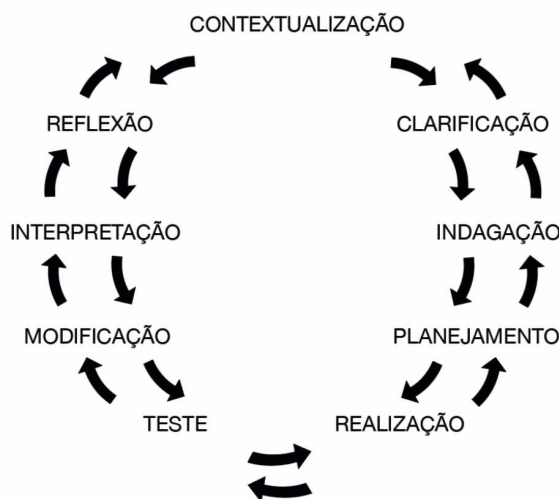 CONTEXTUALIZAÇÃO
REFLEXÃO
CLARIFICAÇÃO
INTERPRETAÇÃO
INDAGAÇÃO
MODIFICAÇÃO
PLANEJAMENTO
TESTE
REALIZAÇÃO